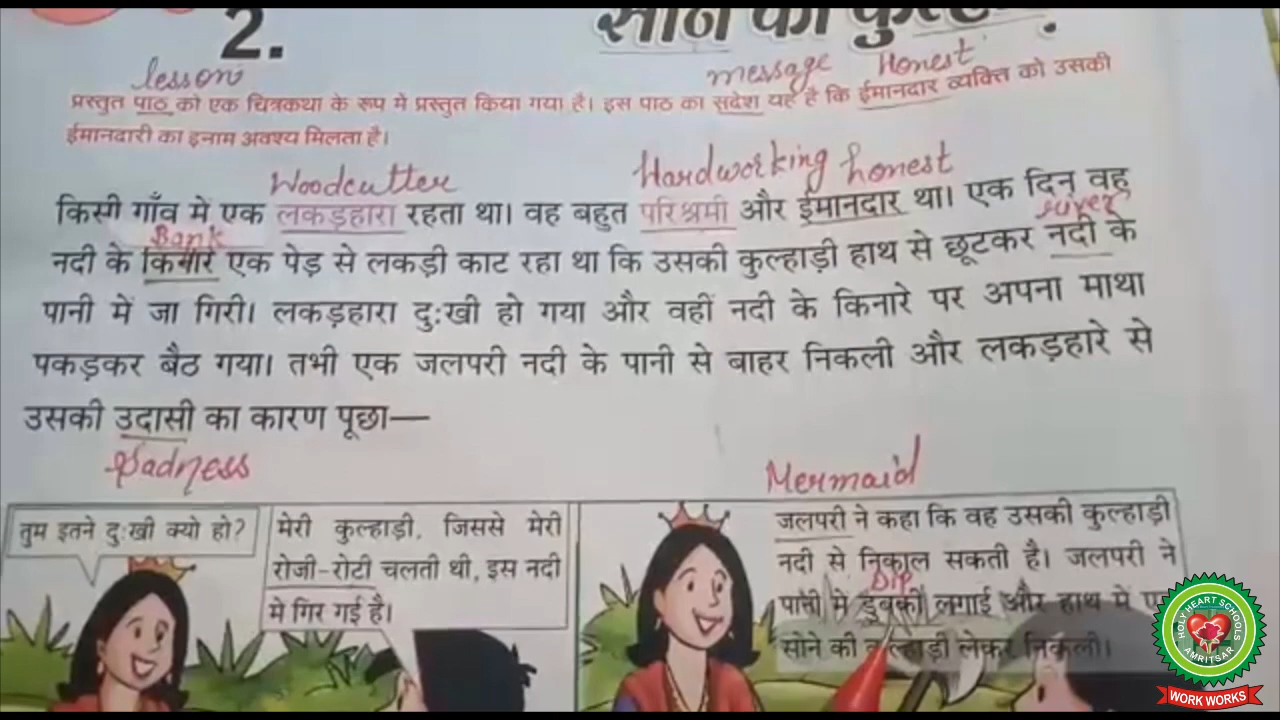 2. सोने की
lesson message Honest
प्रस्तुत पाठ को एक चित्रकथा के रूप में प्रस्तुत किया गया है। इस पाठ का संदेश यह है कि ईमानदार व्यक्ति को उसकी
ईमानदारी का इनाम अवश्य मिलता है।
Woodcutter Hardworking honest
किसी गाँव में एक लकड़हारा रहता था। वह बहुत परिश्रमी और ईमानदार था। एक दिन वह
Bank river
नदी के किनारे एक पेड़ से लकड़ी काट रहा था कि उसकी कुल्हाड़ी हाथ से छूटकर नदी के
पानी में जा गिरी। लकड़हारा दु:खी हो गया और वहीं नदी के किनारे पर अपना माथा
पकड़कर बैठ गया। तभी एक जलपरी नदी के पानी से बाहर निकली और लकड़हारे से
उसकी उदासी का कारण पूछा—
Sadness Mermaid
तुम इतने दु:खी क्यों हो?
मेरी कुल्हाड़ी, जिससे मेरी
रोजी-रोटी चलती थी, इस नदी
में गिर गई है।
जलपरी ने कहा कि वह उसकी कुल्हाड़ी
नदी से निकाल सकती है। जलपरी ने
Dip
पानी में डुबकी लगाई और हाथ में
सोने की कुल्हाड़ी लेकर निकली।
HOLY HEART SCHOOLS
AMRITSAR
WORK WORKS